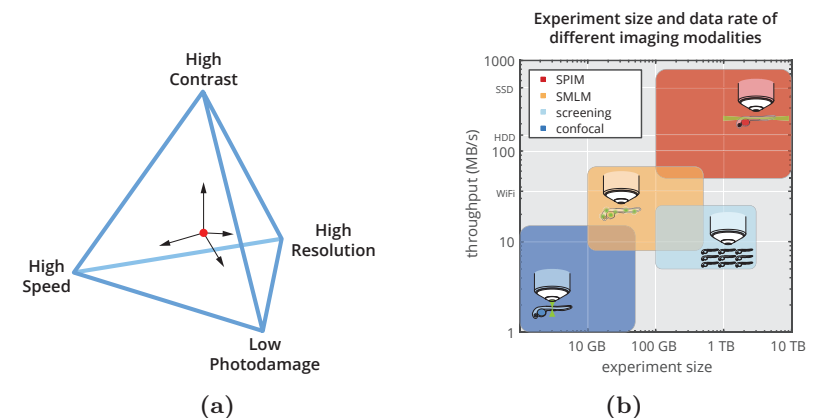 High
Contrast
High
Resolution
High
Speed
Low
Photodamage
(a)
Experiment size and data rate of
different imaging modalities
throughput (MB/s)
1000
SSD
HDD
100
WiFi
10
1
SPIM
SMLM
screening
confocal
10 GB
100 GB
1 TB
10 TB
experiment size
(b)